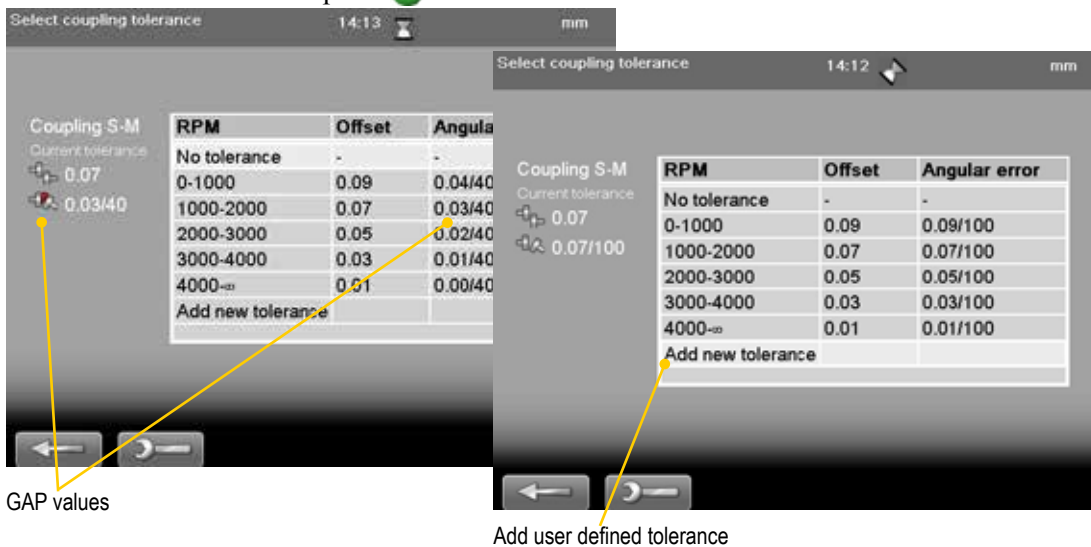 Select coupling tolerance 14:13 mm
Coupling S-M
Current tolerance
0.07
0.03/40
RPM Offset Angula
No tolerance - -
0-1000 0.09 0.04/40
1000-2000 0.07 0.03/40
2000-3000 0.05 0.02/40
3000-4000 0.03 0.01/40
4000-∞ 0.01 0.00/40
Add new tolerance
GAP values
Select coupling tolerance 14:12 mm
Coupling S-M
Current tolerance
0.07
0.07/100
RPM Offset Angular error
No tolerance - -
0-1000 0.09 0.09/100
1000-2000 0.07 0.07/100
2000-3000 0.05 0.05/100
3000-4000 0.03 0.03/100
4000-∞ 0.01 0.01/100
Add new tolerance
Add user defined tolerance